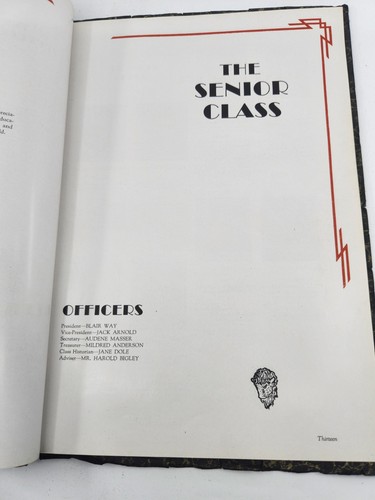 and
THE
SENIOR
CLASS
OFFICERS
President—BLAIR WAY
Vice-President—JACK ARNOLD
Secretary—AUDENE MASSER
Treasurer—MILDRED ANDERSON
Class Historian—JANE DOLE
Adviser—MR. HAROLD BIGLEY
Thirteen